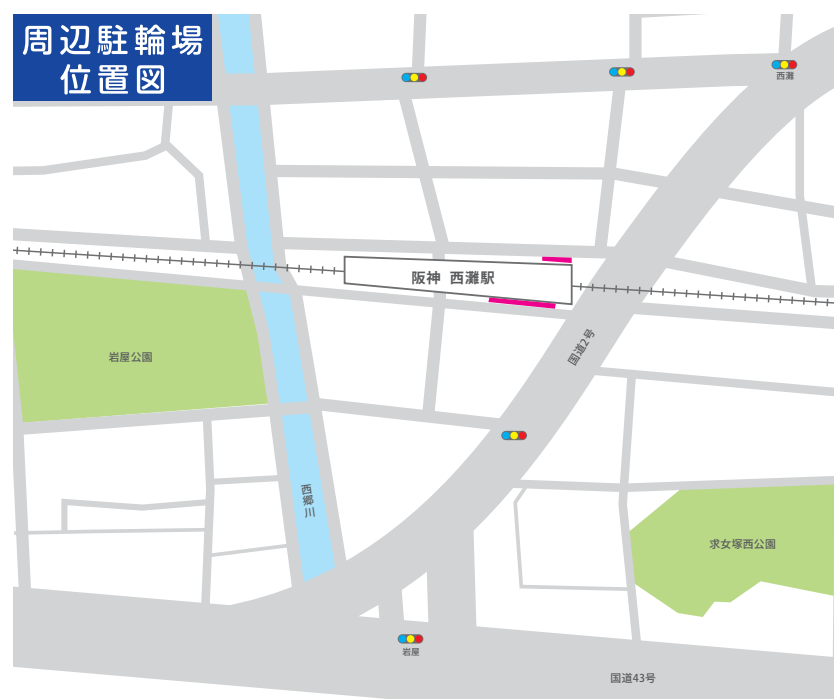 周辺駐輪場
位置図
西灘
阪神 西灘駅
国道2号
岩屋公園
西郷川
求女塚西公園
岩屋
国道43号